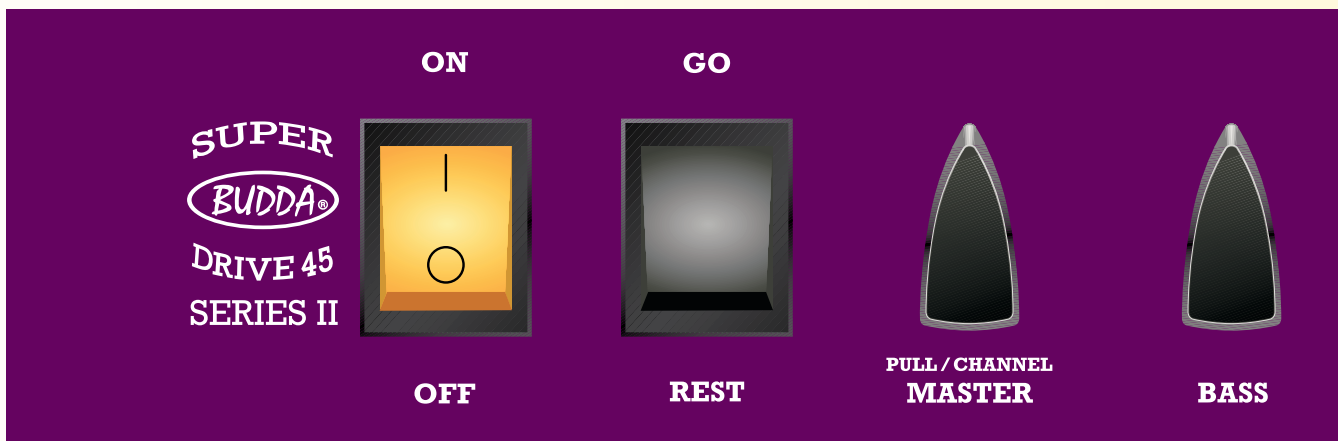 ON
GO
SUPER
BUDDA®
DRIVE 45
SERIES II
OFF
REST
PULL / CHANNEL
MASTER
BASS